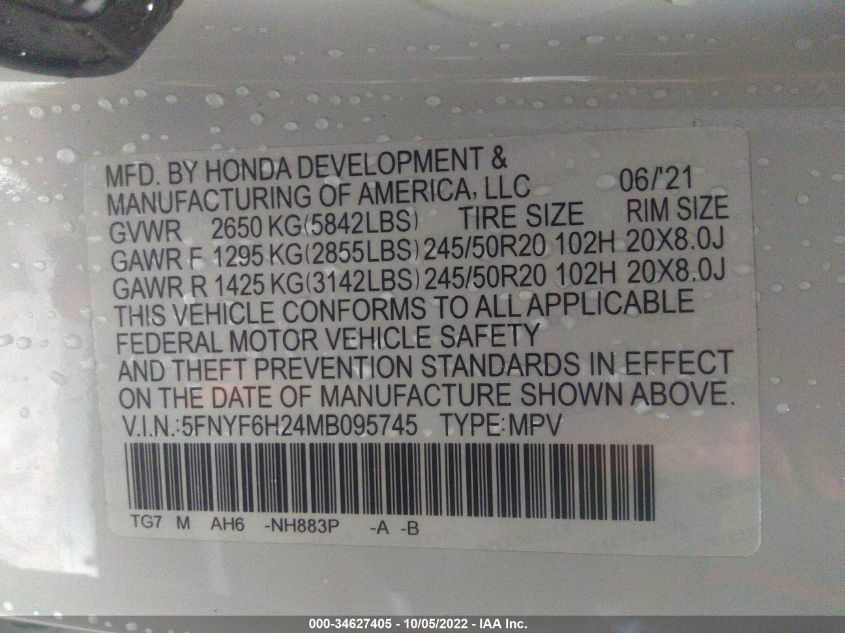 MFD. BY HONDA DEVELOPMENT &
MANUFACTURING OF AMERICA, LLC 06/'21
GVWR 2650 KG(5842LBS) TIRE SIZE RIM SIZE
GAWR F 1295 KG(2855LBS) 245/50R20 102H 20X8.0J
GAWR R 1425 KG(3142LBS) 245/50R20 102H 20X8.0J
THIS VEHICLE CONFORMS TO ALL APPLICABLE
FEDERAL MOTOR VEHICLE SAFETY
AND THEFT PREVENTION STANDARDS IN EFFECT
ON THE DATE OF MANUFACTURE SHOWN ABOVE.
V.I.N.:5FNYF6H24MB095745 TYPE:MPV
TG7 M AH6 -NH883P -A -B
000-34627405 - 10/05/2022 - IAA Inc.